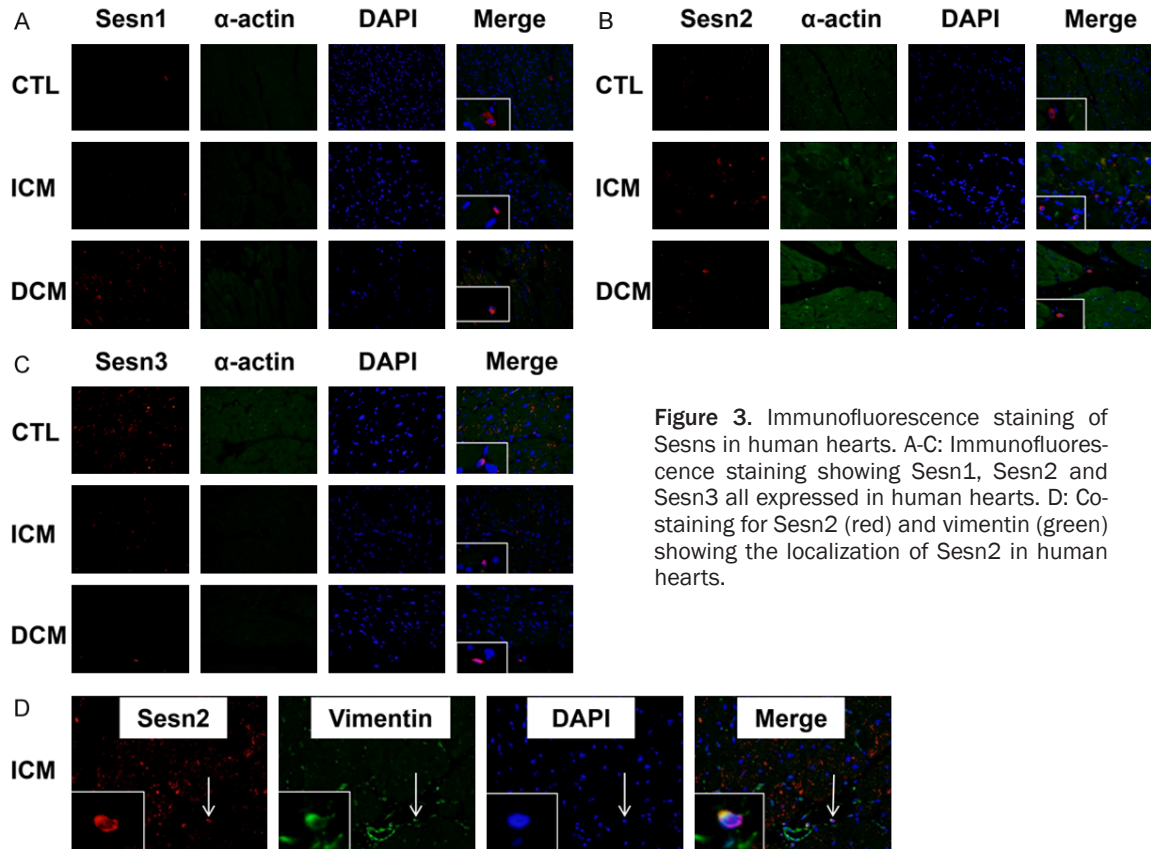 A
Sesn1 α-actin DAPI Merge
CTL
ICM
DCM
B
Sesn2 α-actin DAPI Merge
CTL
ICM
DCM
C
Sesn3 α-actin DAPI Merge
CTL
ICM
DCM
Figure 3. Immunofluorescence staining of
Sesns in human hearts. A-C: Immunofluores-
cence staining showing Sesn1, Sesn2 and
Sesn3 all expressed in human hearts. D: Co-
staining for Sesn2 (red) and vimentin (green)
showing the localization of Sesn2 in human
hearts.
D
Sesn2 Vimentin DAPI Merge
ICM